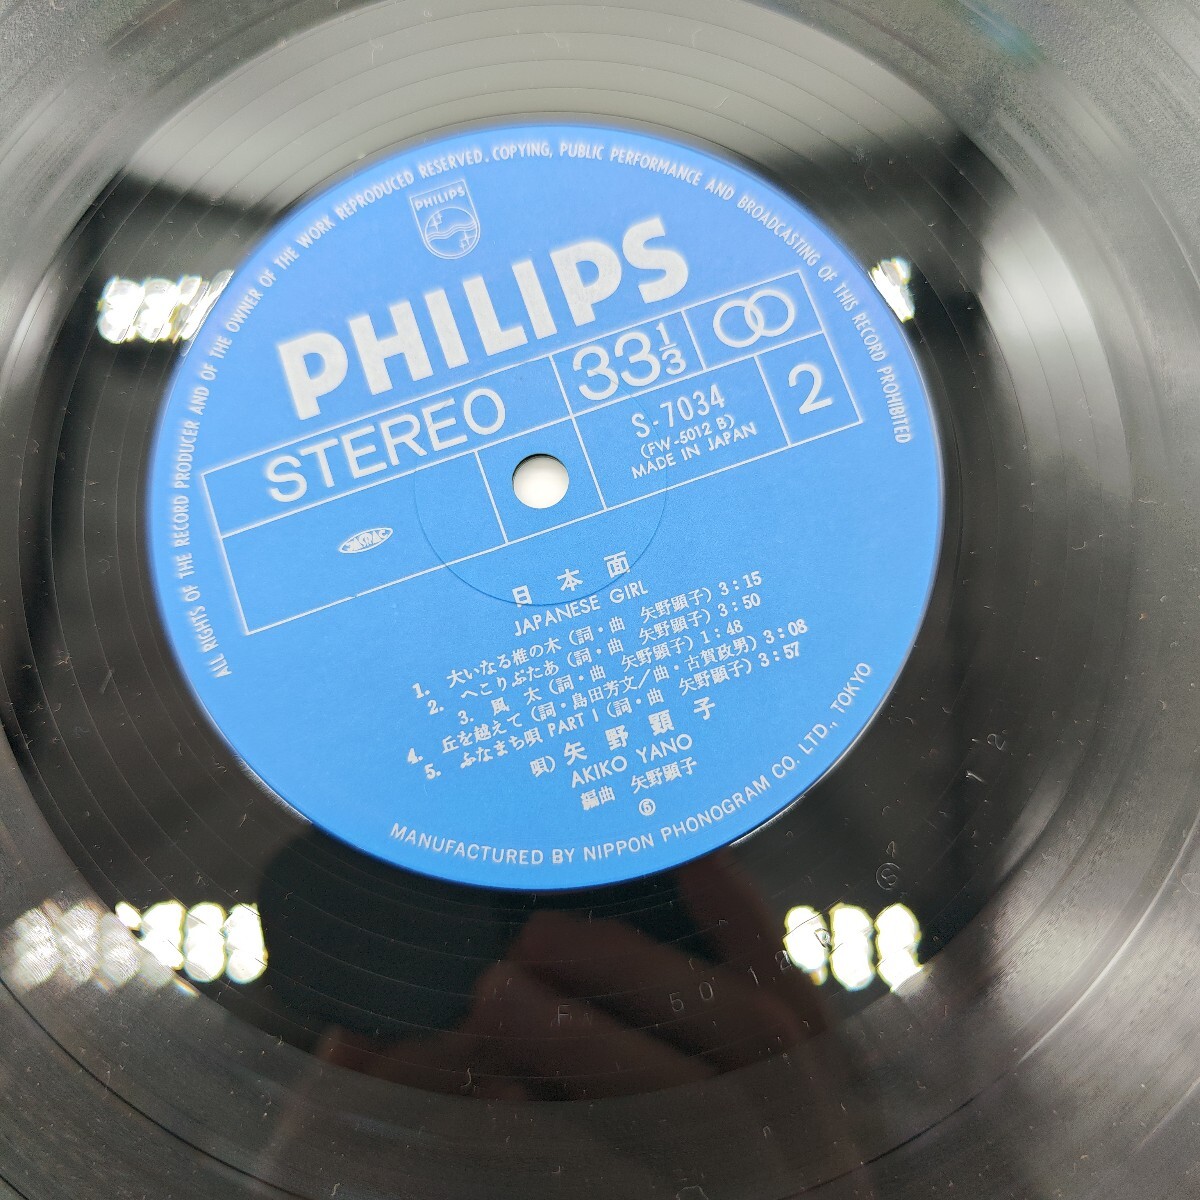 ALL RIGHTS OF THE RECORD PRODUCER AND OF THE OWNER OF THE WORK REPRODUCED RESERVED. COPYING, PUBLIC PERFORMANCE AND BROADCASTING OF THIS RECORD PROHIBITED
PHILIPS
PHILIPS
STEREO
33 1/3
2
S-7034
(FW-5012 B)
MADE IN JAPAN
JASRAC
日本面
JAPANESE GIRL
1. 大いなる椎の木 (詞・曲 矢野顕子) 3:15
2. へこりぷたあ (詞・曲 矢野顕子) 3:50
3. 風太 (詞・曲 矢野顕子) 1:48
4. 丘を越えて (詞・島田芳文/曲・古賀政男) 3:08
5. ふなまち唄 PART I (詞・曲 矢野顕子) 3:57
唄) 矢野顕子
AKIKO YANO
編曲 矢野顕子
MANUFACTURED BY NIPPON PHONOGRAM CO. LTD., TOKYO